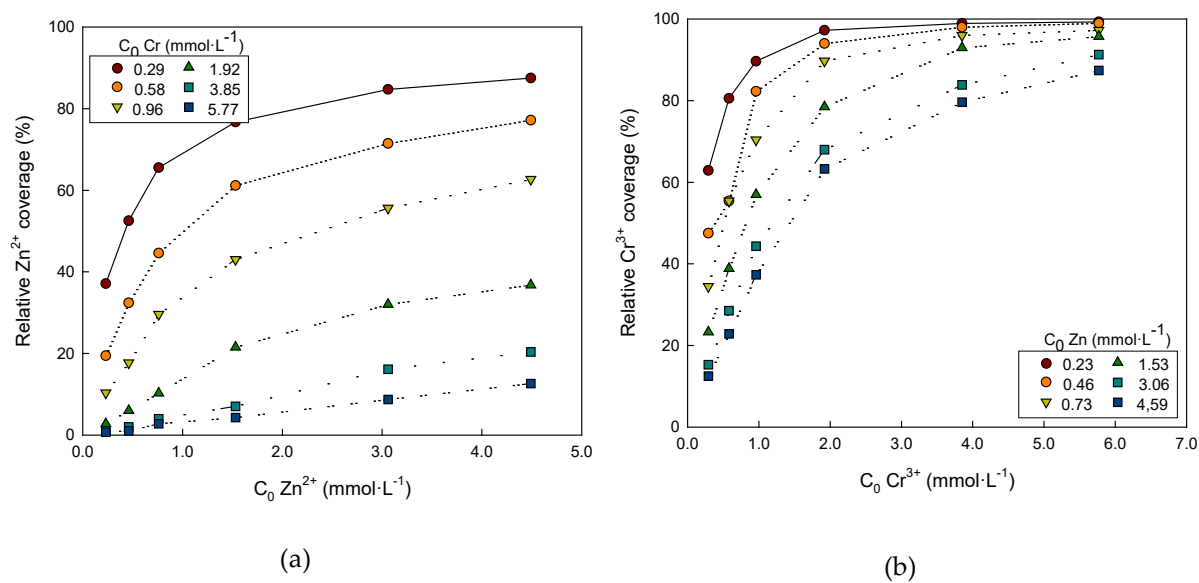 100
80
60
40
20
0
Relative Zn²⁺ coverage (%)
C₀ Cr (mmol·L⁻¹)
0.29 1.92
0.58 3.85
0.96 5.77
0.0 1.0 2.0 3.0 4.0 5.0
C₀ Zn²⁺ (mmol·L⁻¹)
(a)
100
80
60
40
20
0
Relative Cr³⁺ coverage (%)
C₀ Zn (mmol·L⁻¹)
0.23 1.53
0.46 3.06
0.73 4,59
0.0 1.0 2.0 3.0 4.0 5.0 6.0 7.0
C₀ Cr³⁺ (mmol·L⁻¹)
(b)